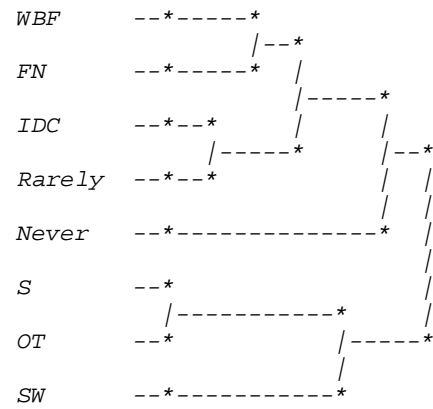 WBF --*-----*
/--*
FN --*-----* /
/-----*
IDC --*--* / /
/-----* /--*
Rarely --*--* / /
/ /
Never --*--------------* /
/
S --* /
/-----------* /
OT --* /-----*
/
SW --*-----------*